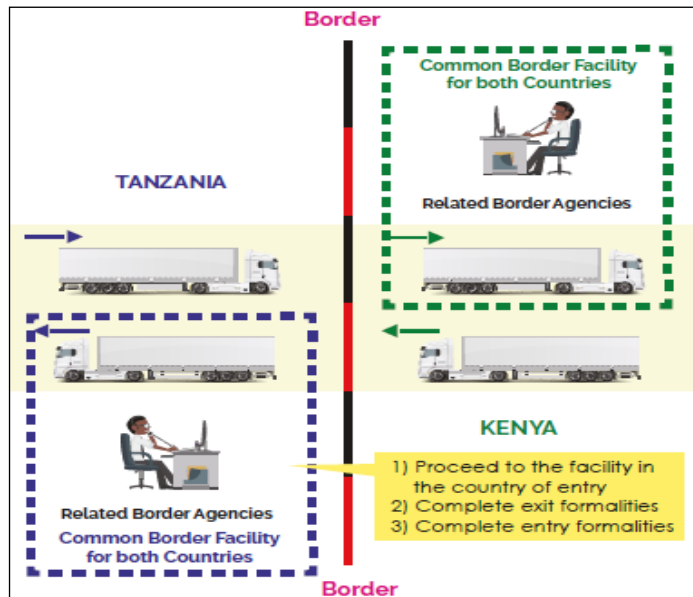 Border
Common Border Facility
for both Countries
TANZANIA
Related Border Agencies
KENYA
1) Proceed to the facility in
the country of entry
2) Complete exit formalities
3) Complete entry formalities
Related Border Agencies
Common Border Facility
for both Countries
Border